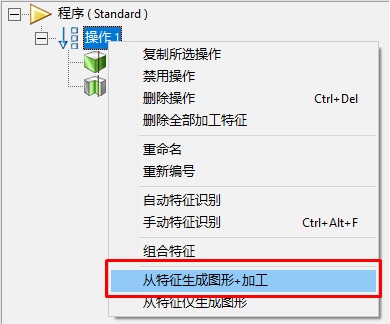 程序 ( Standard )
操作 1
复制所选操作
禁用操作
删除操作 Ctrl+Del
删除全部加工特征
重命名
重新编号
自动特征识别
手动特征识别 Ctrl+Alt+F
组合特征
从特征生成图形+加工
从特征仅生成图形